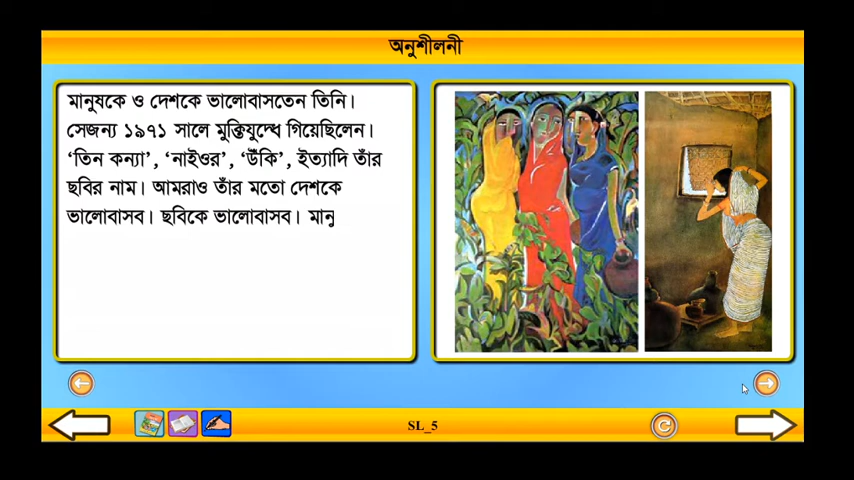 অনুশীলনী
মানুষকে ও দেশকে ভালোবাসতেন তিনি।
সেজন্য ১৯৭১ সালে মুক্তিযুদ্ধে গিয়েছিলেন।
‘তিন কন্যা’, ‘নাইওর’, ‘উঁকি’, ইত্যাদি তাঁর
ছবির নাম। আমরাও তাঁর মতো দেশকে
ভালোবাসব। ছবিকে ভালোবাসব। মানু
SL_5